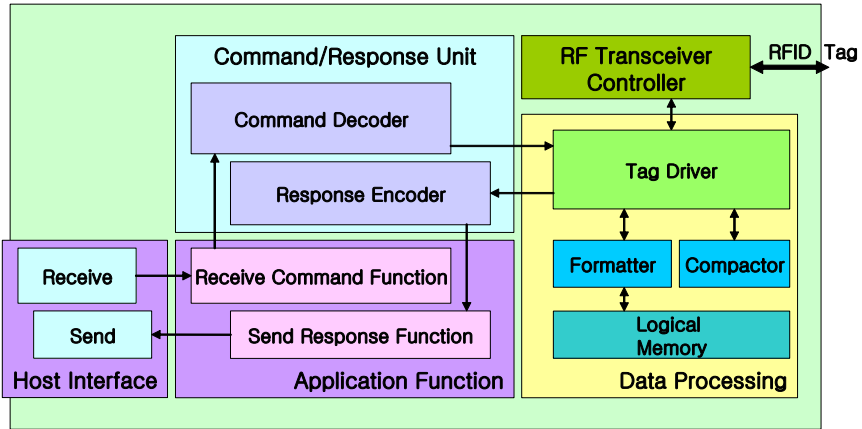 Command/Response Unit
Command Decoder
Response Encoder
RF Transceiver
Controller
RFID Tag
Tag Driver
Formatter
Compactor
Logical
Memory
Data Processing
Receive
Send
Host Interface
Receive Command Function
Send Response Function
Application Function